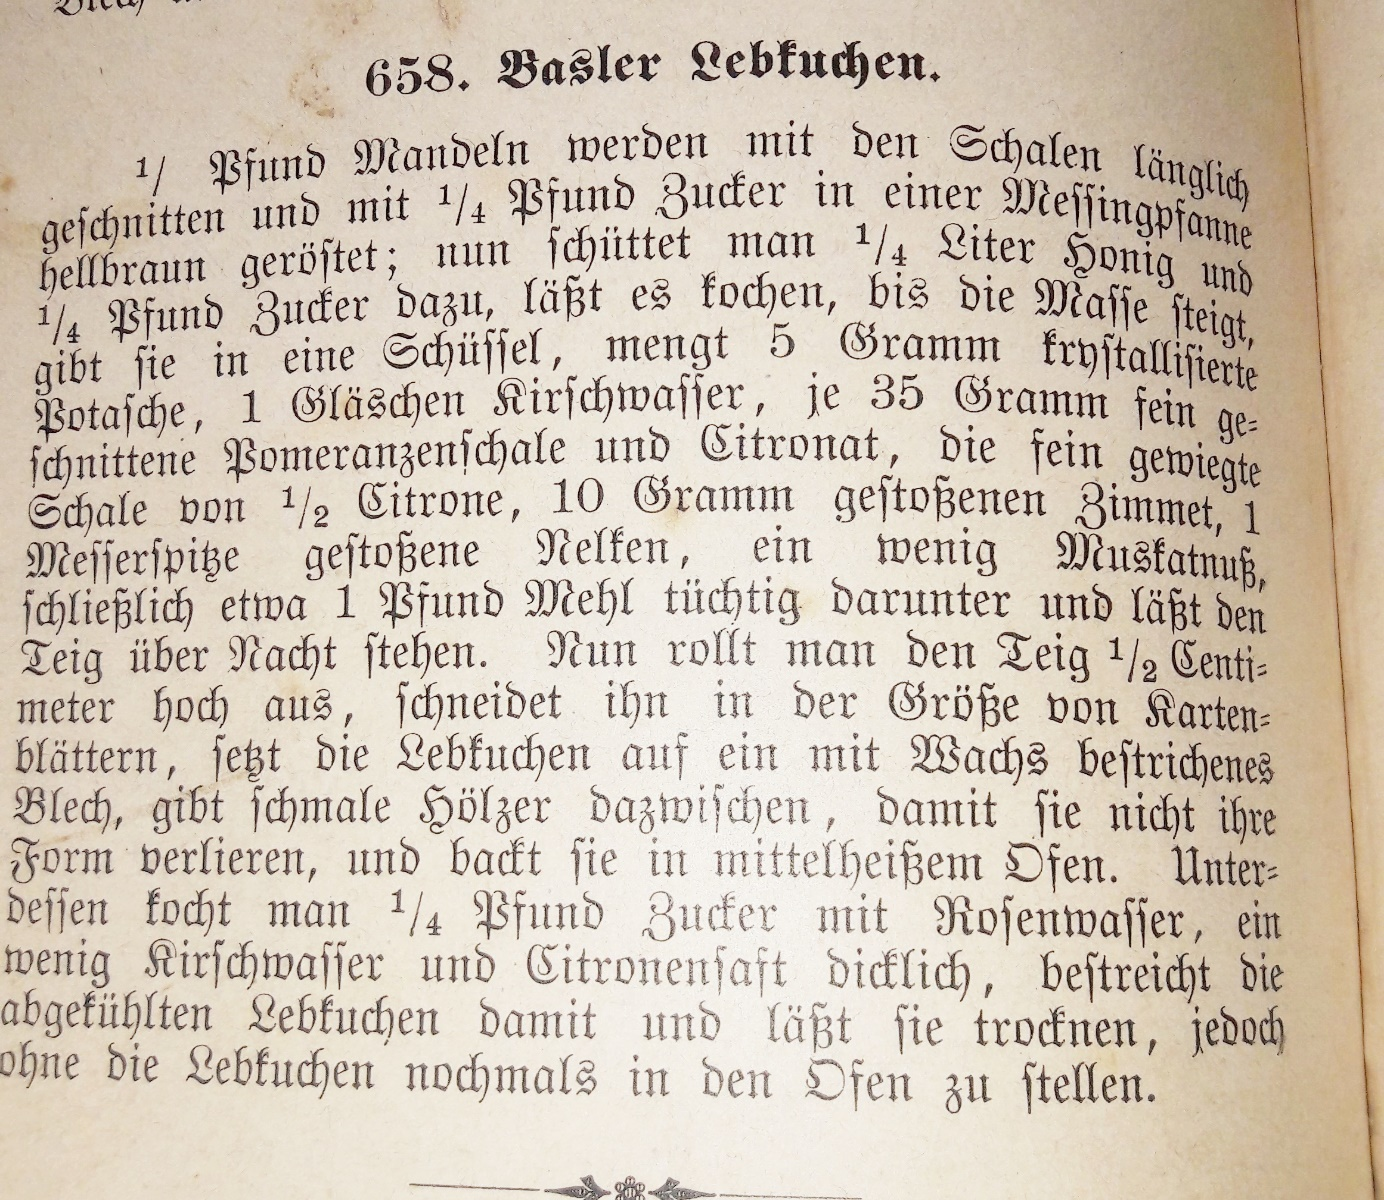 658. Basler Lebkuchen.
1/ Pfund Mandeln werden mit den Schalen länglich
geschnitten und mit 1/4 Pfund Zucker in einer Messingpfanne
hellbraun geröstet; nun schüttet man 1/4 Liter Honig und
1/4 Pfund Zucker dazu, läßt es kochen, bis die Masse steigt,
gibt sie in eine Schüssel, mengt 5 Gramm krystallisierte
Potasche, 1 Gläschen Kirschwasser, je 35 Gramm fein ge-
schnittene Pomeranzenschale und Citronat, die fein gewiegte
Schale von 1/2 Citrone, 10 Gramm gestoßenen Zimmet, 1
Messerspitze gestoßene Nelken, ein wenig Muskatnuß,
schließlich etwa 1 Pfund Mehl tüchtig darunter und läßt den
Teig über Nacht stehen. Nun rollt man den Teig 1/2 Centi-
meter hoch aus, schneidet ihn in der Größe von Karten-
blättern, setzt die Lebkuchen auf ein mit Wachs bestrichenes
Blech, gibt schmale Hölzer dazwischen, damit sie nicht ihre
Form verlieren, und backt sie in mittelheißem Ofen. Unter-
dessen kocht man 1/4 Pfund Zucker mit Rosenwasser, ein
wenig Kirschwasser und Citronensaft dicklich, bestreicht die
abgekühlten Lebkuchen damit und läßt sie trocknen, jedoch
ohne die Lebkuchen nochmals in den Ofen zu stellen.